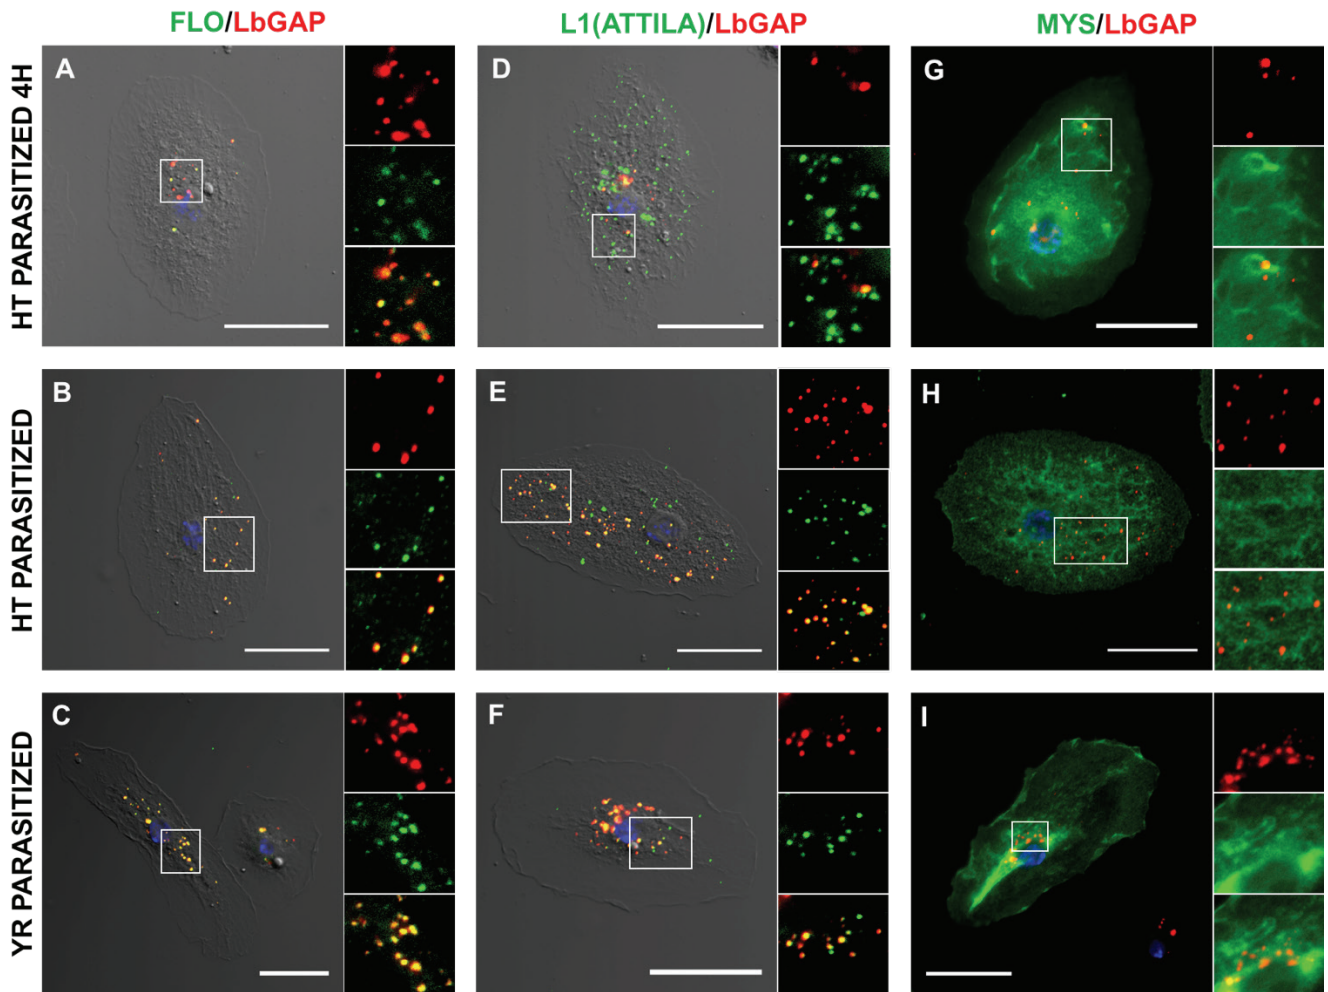 FLO/LbGAP
L1(ATTILA)/LbGAP
MYS/LbGAP
HT PARASITIZED 4H
A
D
G
HT PARASITIZED
B
E
H
YR PARASITIZED
C
F
I